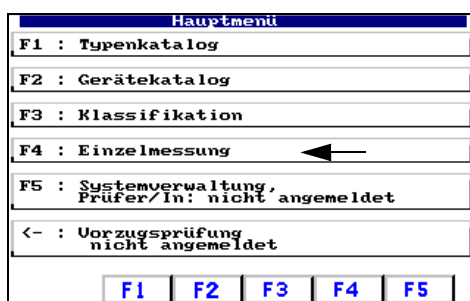 Hauptmenü
F1 : Typenkatalog
F2 : Gerätekatalog
F3 : Klassifikation
F4 : Einzelmessung
F5 : Systemverwaltung,
Prüfer/In: nicht angemeldet
<- : Vorzugsprüfung
nicht angemeldet
F1 F2 F3 F4 F5